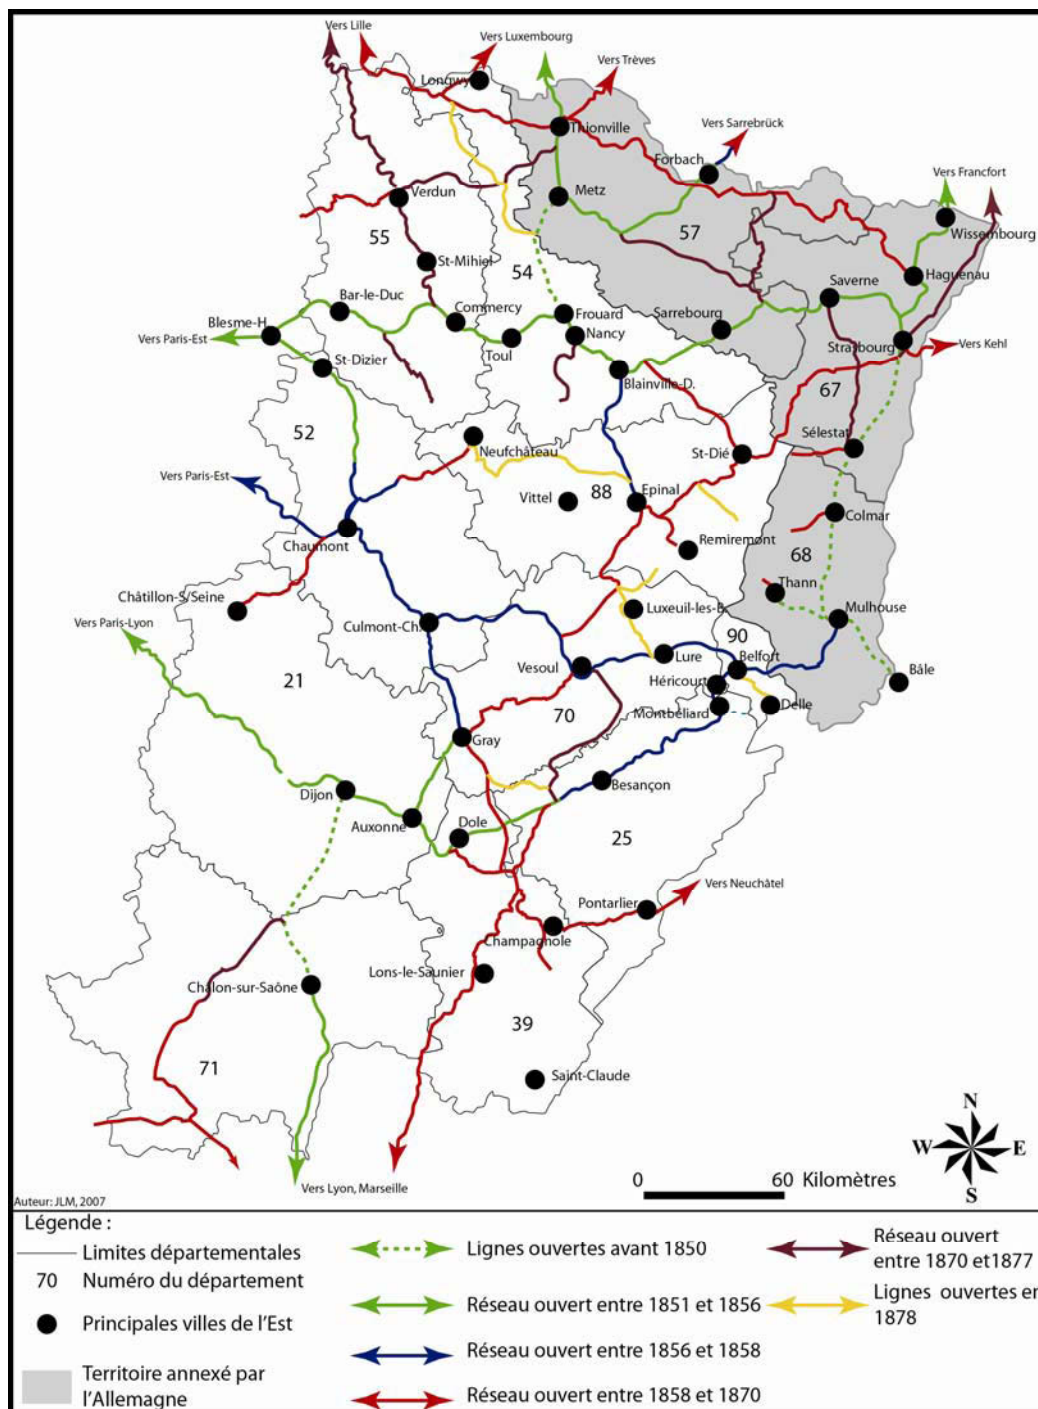 Vers Lille
Vers Luxembourg
Longwy
Vers Trèves
Thionville
Vers Sarrebrück
Forbach
Vers Francfort
Verdun
Metz
57
Wissembourg
55
St-Mihiel
54
Haguenau
Saverne
Bar-le-Duc
Commercy
Frouard
Sarrebourg
Blesme-H
Nancy
Vers Paris-Est
Toul
Strasbourg
Vers Kehl
St-Dizier
Blainville-D.
67
52
Sélestat
Neufchâteau
St-Dié
Vers Paris-Est
88
Epinal
Vittel
Colmar
Chaumont
Remiremont
68
Thann
Châtillon-S/Seine
Luxeuil-les-B.
Mulhouse
Vers Paris-Lyon
Culmont-Ch.
90
Lure
Belfort
Vesoul
Bâle
21
Héricourt
70
Montbéliard
Delle
Gray
Dijon
Besançon
Auxonne
Dole
25
Vers Neuchâtel
Pontarlier
Champagnole
Lons-le-Saunier
Châlon-sur-Saône
39
71
Saint-Claude
N
W
E
S
0
60 Kilomètres
Vers Lyon, Marseille
Auteur: JLM, 2007
Légende :
Limites départementales
70 Numéro du département
Principales villes de l'Est
Territoire annexé par
l'Allemagne
Lignes ouvertes avant 1850
Réseau ouvert entre 1851 et 1856
Réseau ouvert entre 1856 et 1858
Réseau ouvert entre 1858 et 1870
Réseau ouvert
entre 1870 et1877
Lignes ouvertes en
1878